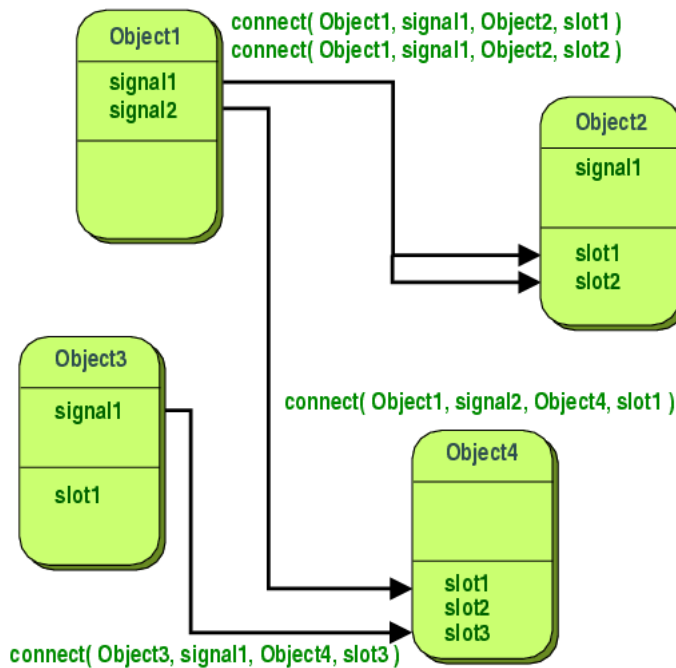 Object1
signal1
signal2
connect( Object1, signal1, Object2, slot1 )
connect( Object1, signal1, Object2, slot2 )
Object2
signal1
slot1
slot2
Object3
signal1
slot1
connect( Object1, signal2, Object4, slot1 )
Object4
slot1
slot2
slot3
connect( Object3, signal1, Object4, slot3 )